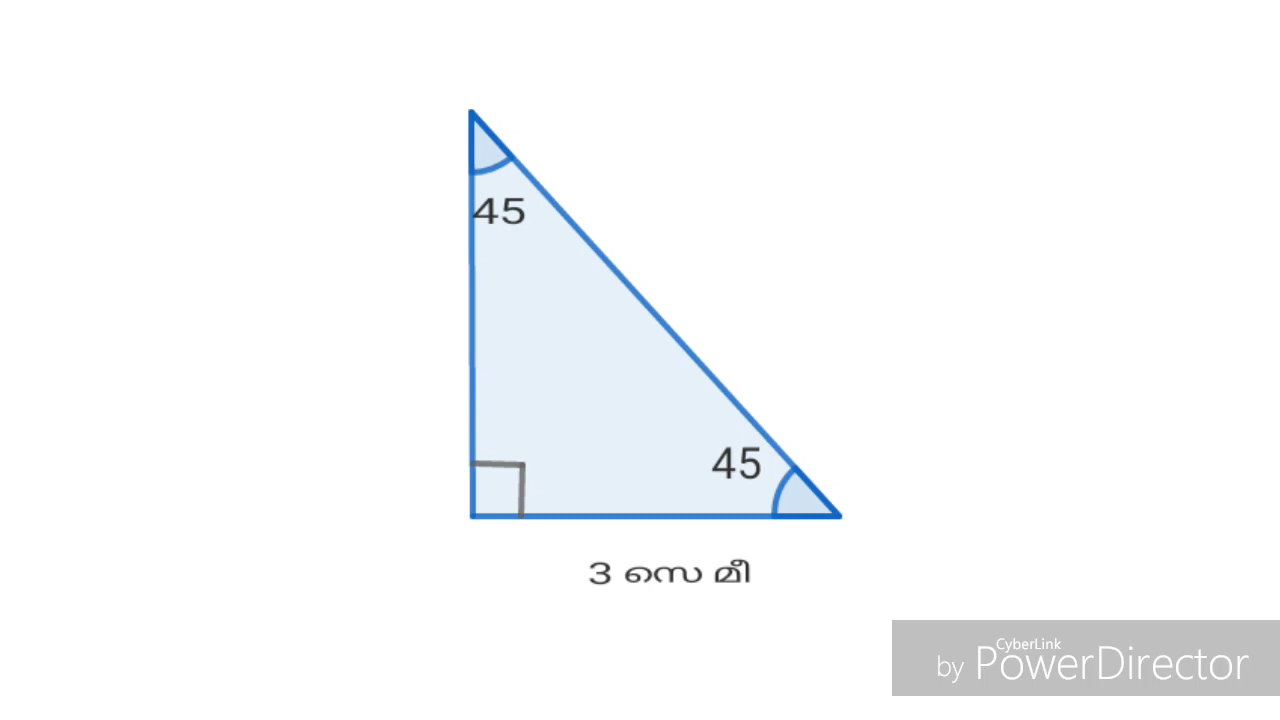 45
45
3 സെ മീ
CyberLink
by PowerDirector